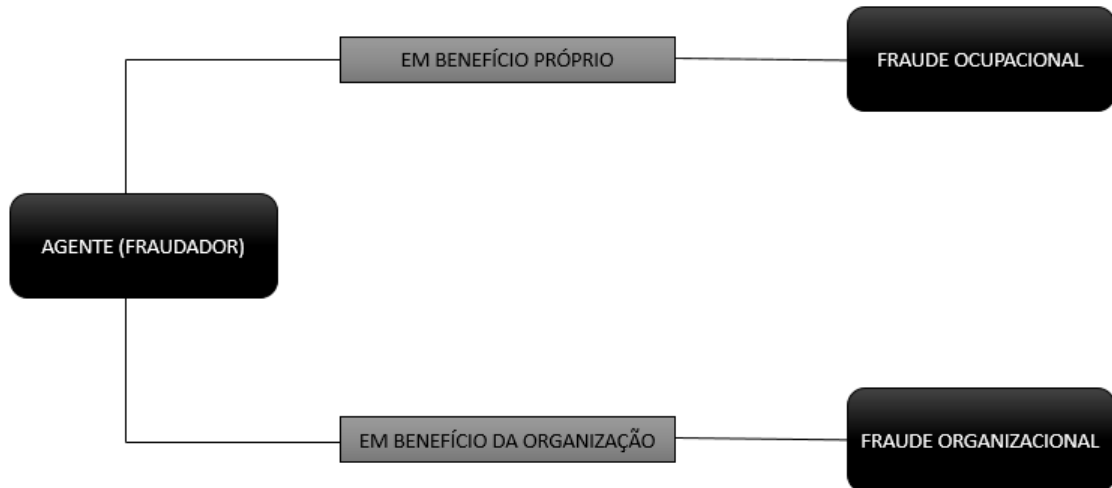 EM BENEFÍCIO PRÓPRIO
FRAUDE OCUPACIONAL
AGENTE (FRAUDADOR)
EM BENEFÍCIO DA ORGANIZAÇÃO
FRAUDE ORGANIZACIONAL